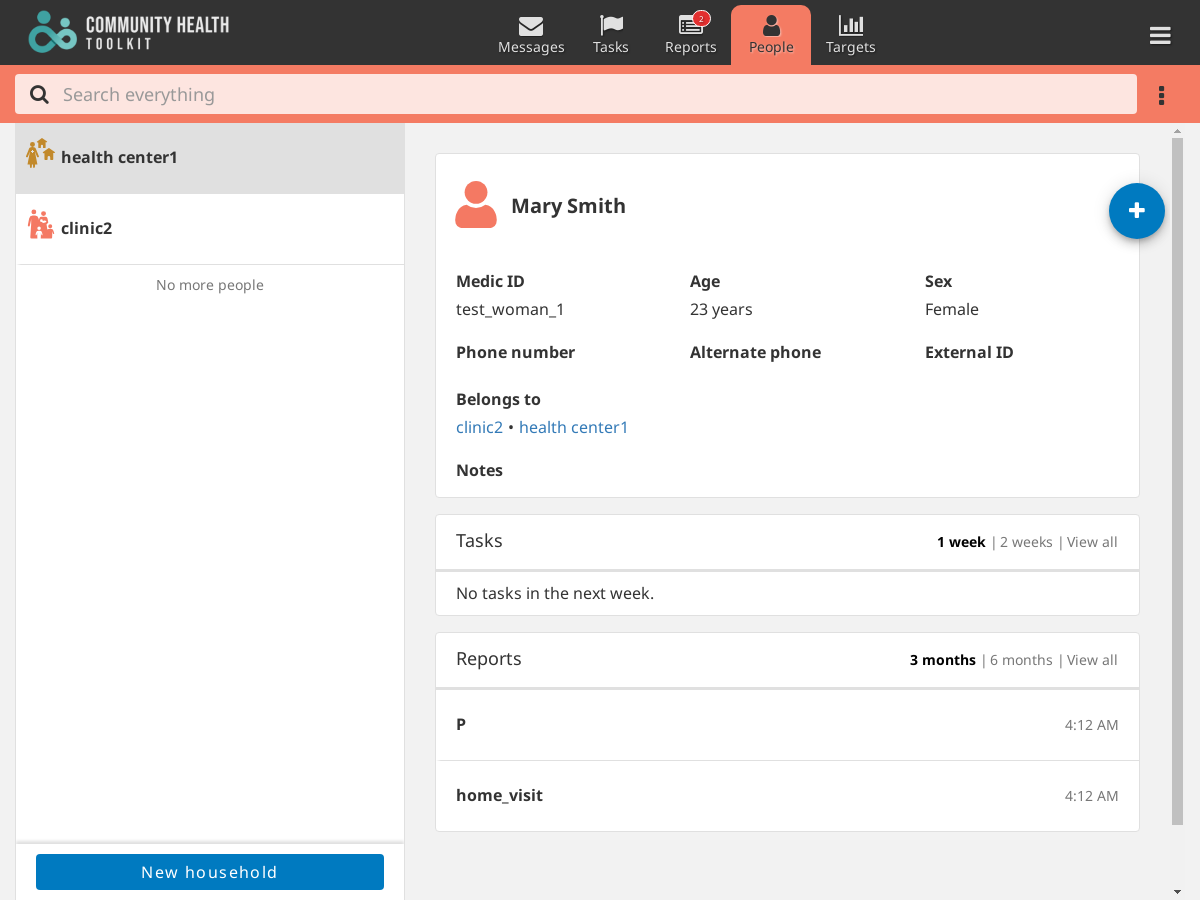 COMMUNITY HEALTH
TOOLKIT
Messages
Tasks
2
Reports
People
Targets
Search everything
health center1
clinic2
No more people
New household
Mary Smith
Medic ID
test_woman_1
Age
23 years
Sex
Female
Phone number
Alternate phone
External ID
Belongs to
clinic2 • health center1
Notes
Tasks
1 week | 2 weeks | View all
No tasks in the next week.
Reports
3 months | 6 months | View all
P
4:12 AM
home_visit
4:12 AM